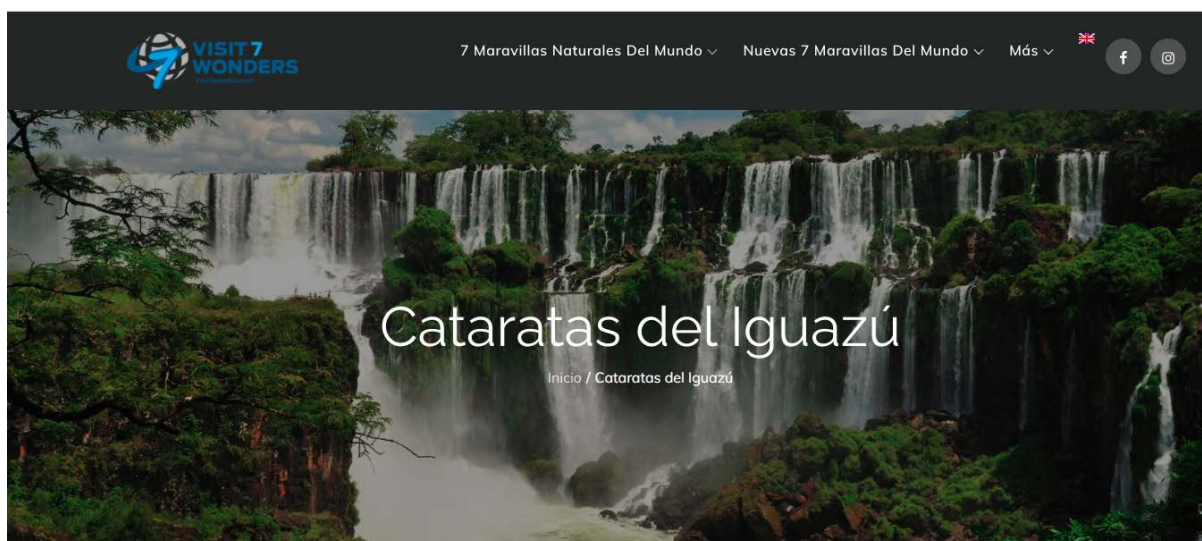 VISIT 7
WONDERS
7 Maravillas Naturales Del Mundo
Nuevas 7 Maravillas Del Mundo
Más
Cataratas del Iguazú
Inicio / Cataratas del Iguazú